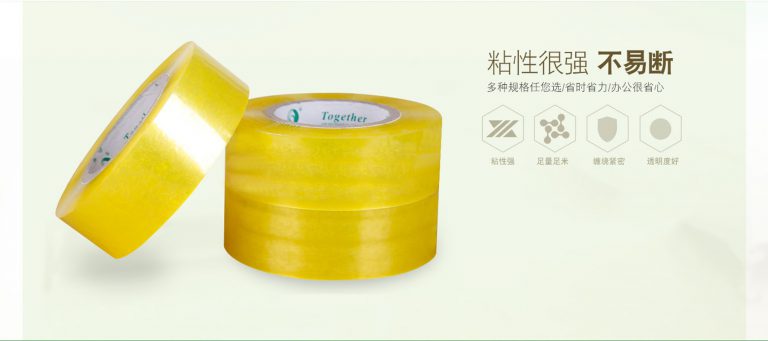 粘性很强 不易断
多种规格任您选/省时省力/办公很省心
粘性强
足量足米
缠绕紧密
透明度好
Together